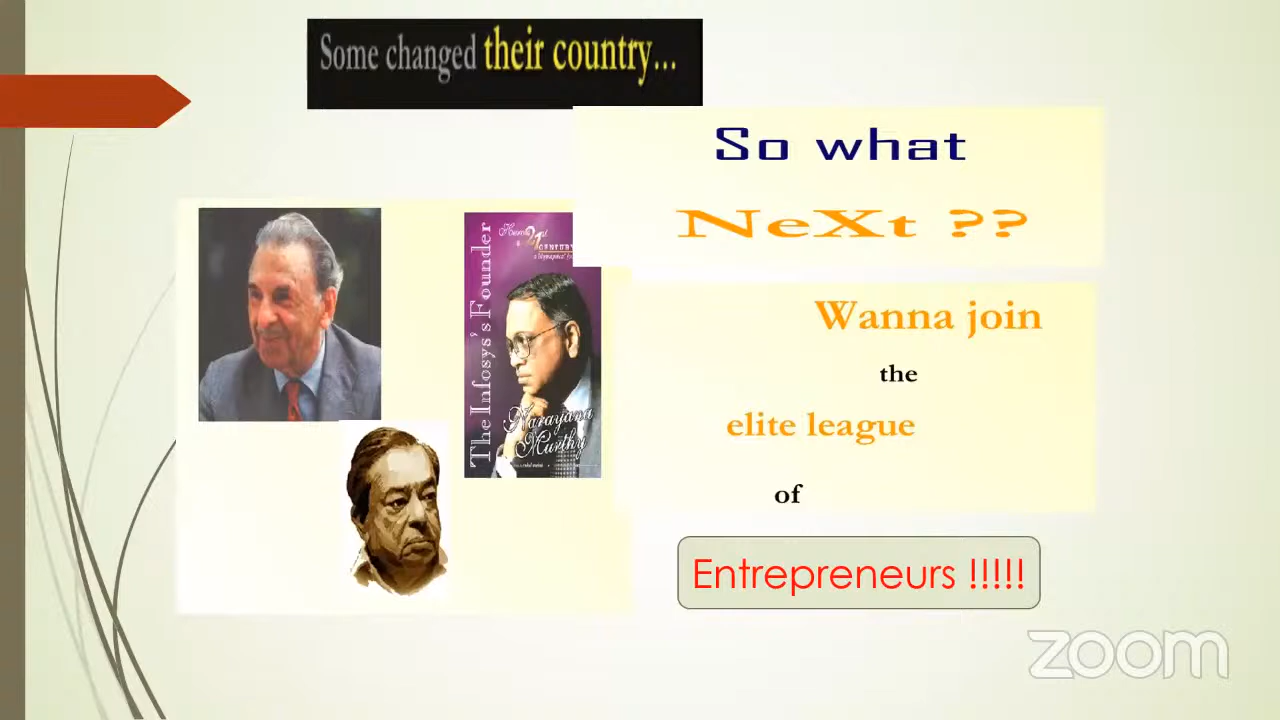 Some changed their country...
So what
NeXt ??
The Infosys's Founder
CENTURY
Narayana
Murthy
Wanna join
the
elite league
of
Entrepreneurs !!!!!
zoom